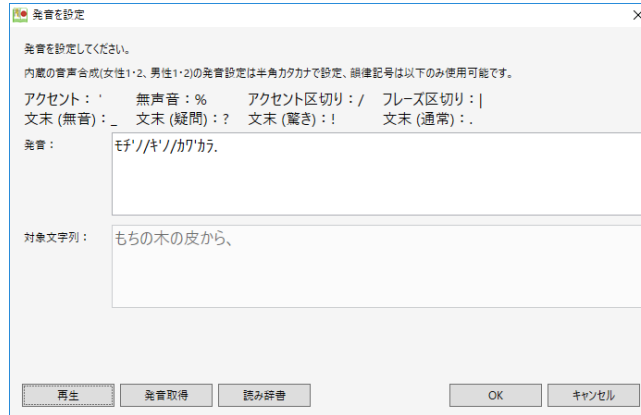 発音を設定
発音を設定してください。
内蔵の音声合成(女性1・2、男性1・2)の発音設定は半角カタカナで設定、韻律記号は以下のみ使用可能です。
アクセント： ' 無声音：% アクセント区切り：/ フレーズ区切り：|
文末 (無音)：_ 文末 (疑問)：? 文末 (驚き)：! 文末 (通常)：.
発音： ﾓﾁ'ﾉ/ｷ'ﾉ/ｶﾜ'ｶﾗ.
対象文字列： もちの木の皮から、
再生 発音取得 読み辞書 OK キャンセル